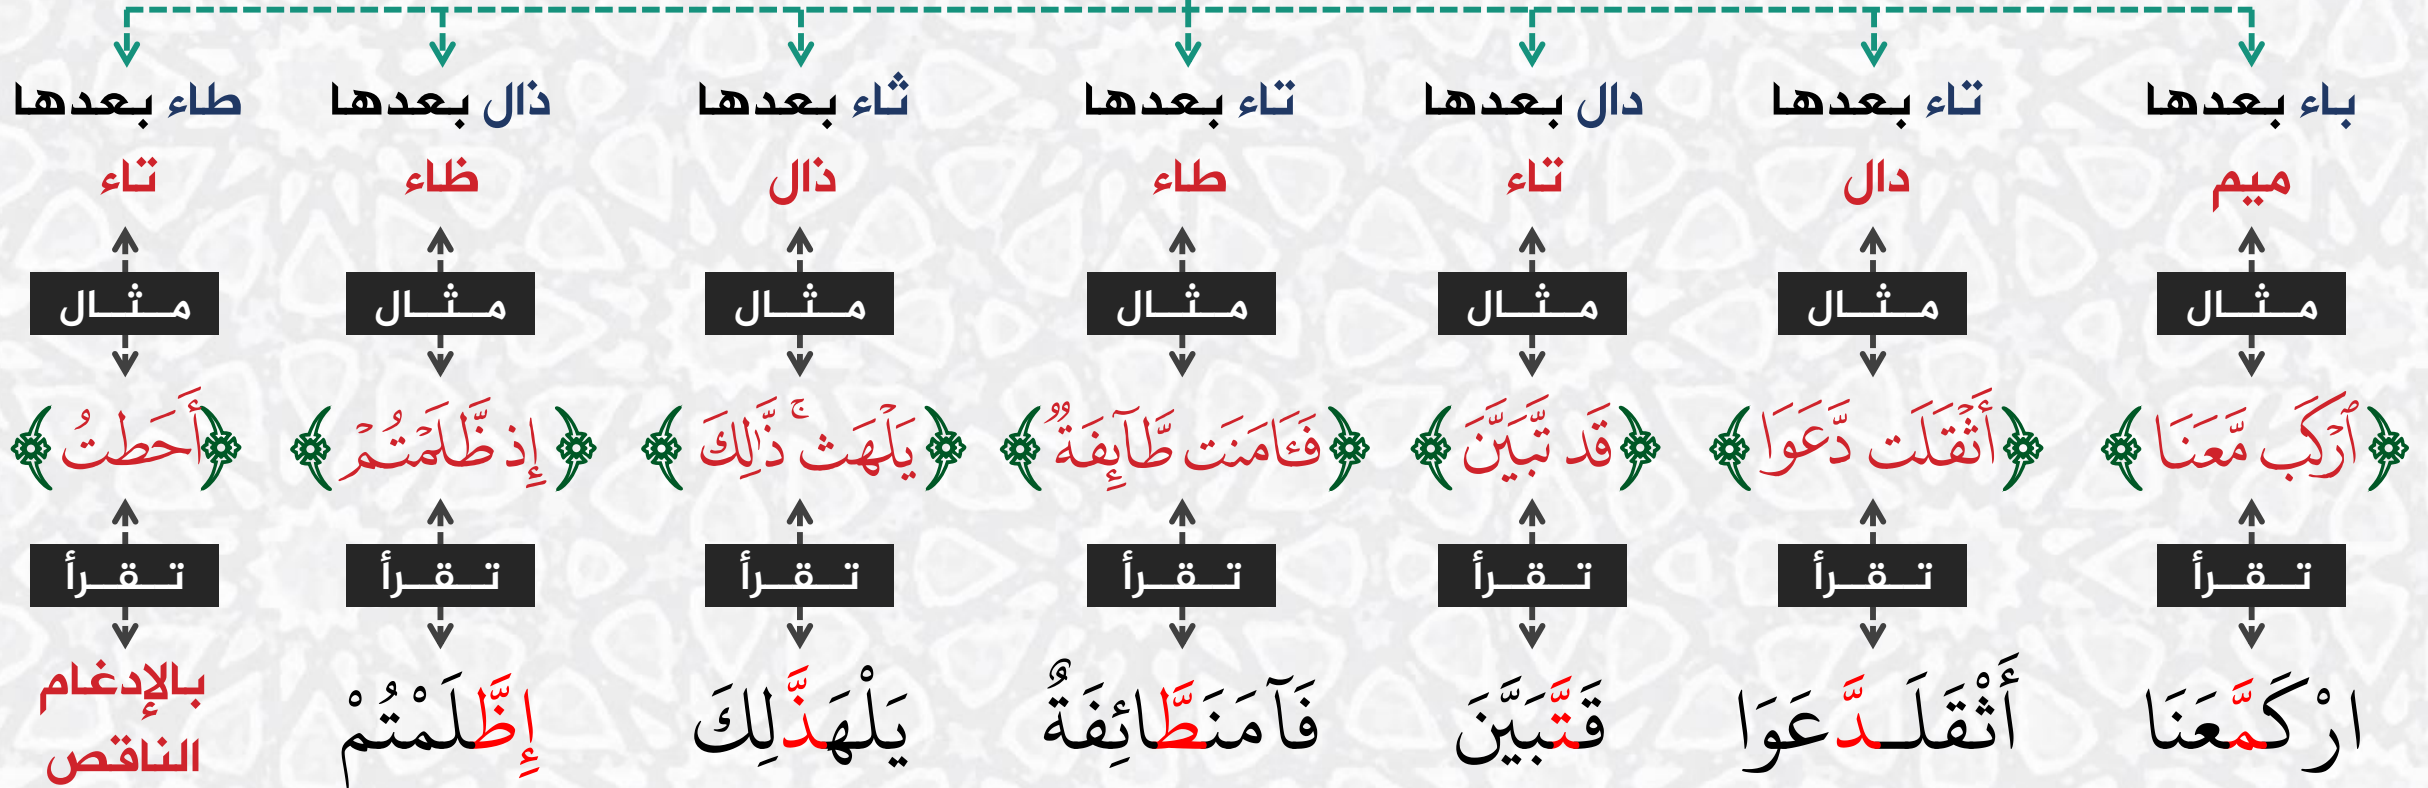 باء بعدها
ميم
مثال
﴿ٱرْكَب مَّعَنَا﴾
تقرأ
ارْكَمَّعَنَا
تاء بعدها
دال
مثال
﴿أَثْقَلَت دَّعَوَا﴾
تقرأ
أَثْقَلَـدَّعَوَا
دال بعدها
تاء
مثال
﴿قَد تَّبَيَّنَ﴾
تقرأ
قَتَّبَيَّنَ
تاء بعدها
طاء
مثال
﴿فَـَٔامَنَت طَّآئِفَةٌ﴾
تقرأ
فَآمَنَطَّائِفَةٌ
ثاء بعدها
ذال
مثال
﴿يَلْهَث ۚ ذَّٰلِكَ﴾
تقرأ
يَلْهَذَّلِكَ
ذال بعدها
ظاء
مثال
﴿إِذ ظَّلَمْتُمْ﴾
تقرأ
إِظَّلَمْتُمْ
طاء بعدها
تاء
مثال
﴿أَحَطتُ﴾
تقرأ
بالإدغام
الناقص